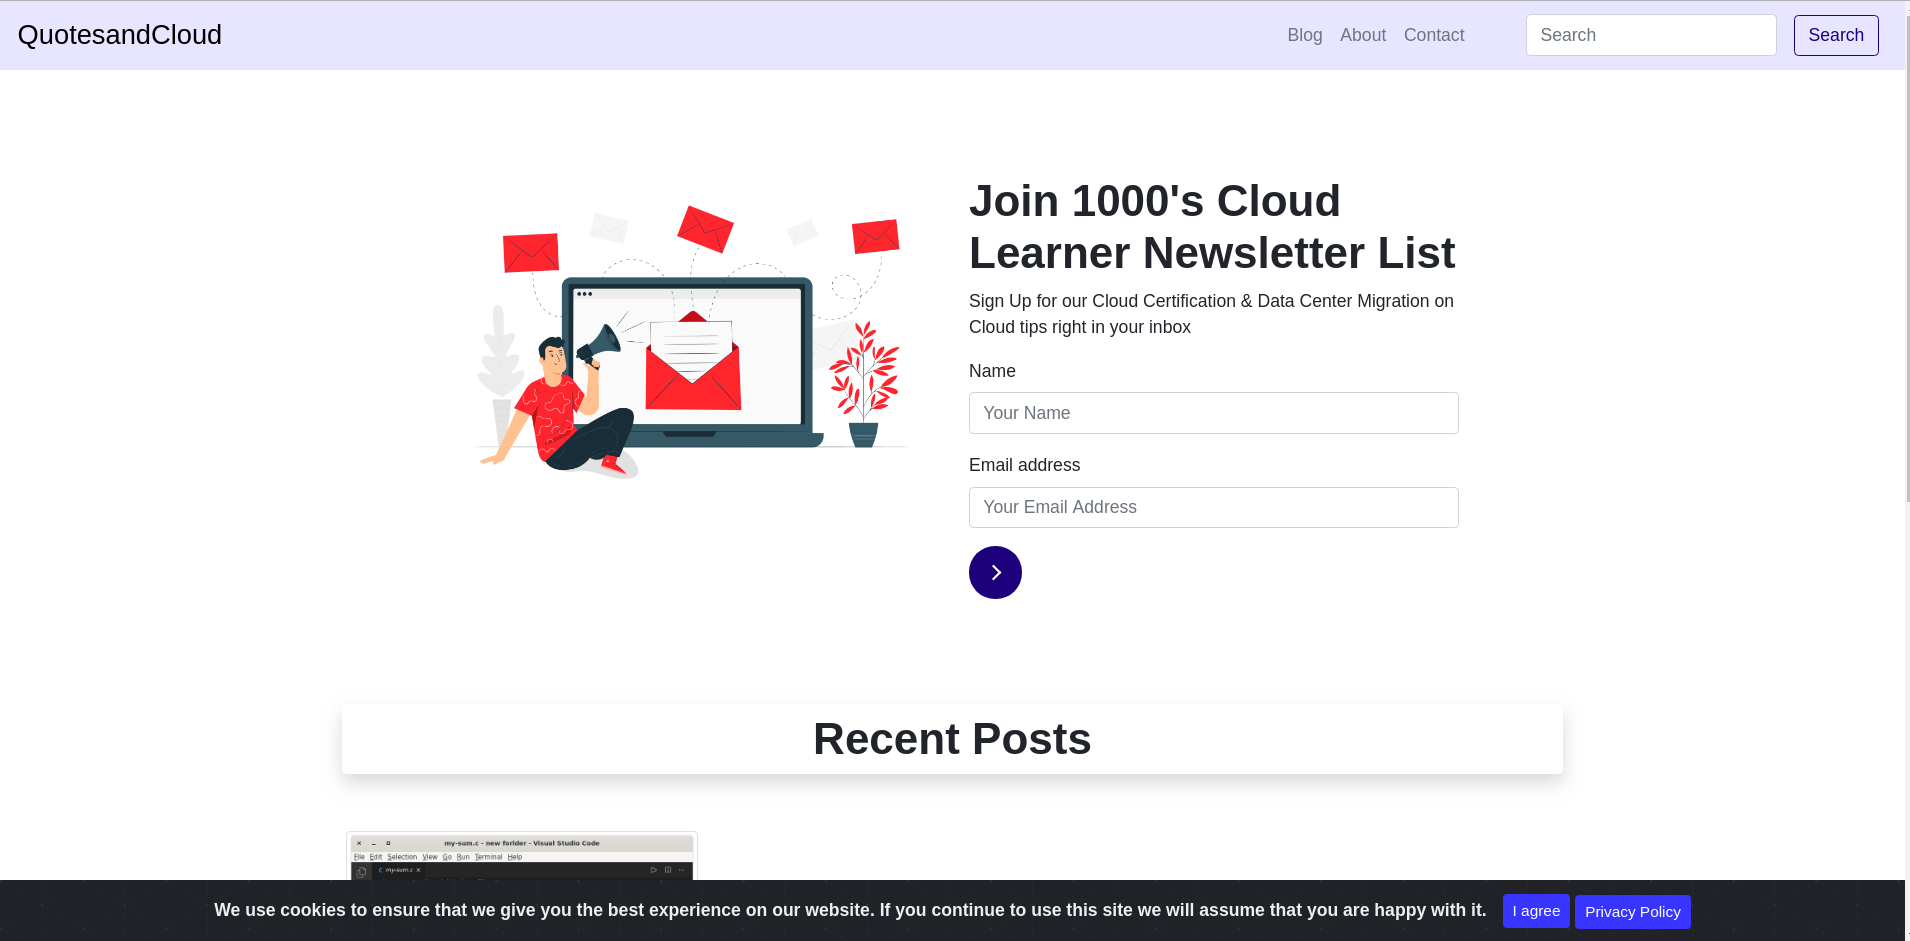 QuotesandCloud
Blog About Contact Search Search
Join 1000's Cloud
Learner Newsletter List
Sign Up for our Cloud Certification & Data Center Migration on
Cloud tips right in your inbox
Name
Your Name
Email address
Your Email Address
Recent Posts
my-sum.c - new forlder - Visual Studio Code
File Edit Selection View Go Run Terminal Help
C my-sum.c ×
We use cookies to ensure that we give you the best experience on our website. If you continue to use this site we will assume that you are happy with it. I agree Privacy Policy